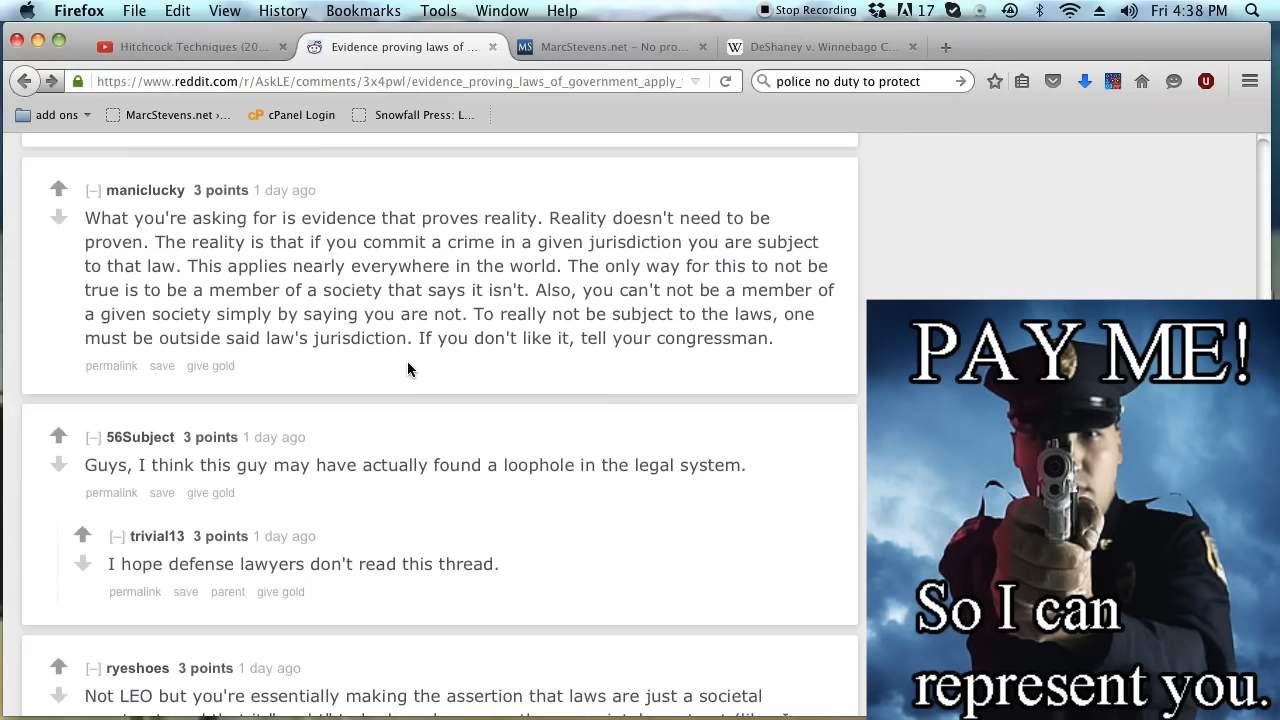 Firefox File Edit View History Bookmarks Tools Window Help Stop Recording 17 Fri 4:38 PM
Hitchcock Techniques (20... Evidence proving laws of ... MS MarcStevens.net – No pro... W DeShaney v. Winnebago C...
https://www.reddit.com/r/AskLE/comments/3x4pwl/evidence_proving_laws_of_government_apply_ police no duty to protect
add ons MarcStevens.net ›... cP cPanel Login Snowfall Press: L...
[–] maniclucky 3 points 1 day ago
What you're asking for is evidence that proves reality. Reality doesn't need to be
proven. The reality is that if you commit a crime in a given jurisdiction you are subject
to that law. This applies nearly everywhere in the world. The only way for this to not be
true is to be a member of a society that says it isn't. Also, you can't not be a member of
a given society simply by saying you are not. To really not be subject to the laws, one
must be outside said law's jurisdiction. If you don't like it, tell your congressman.
permalink save give gold
[–] 56Subject 3 points 1 day ago
Guys, I think this guy may have actually found a loophole in the legal system.
permalink save give gold
[–] trivial13 3 points 1 day ago
I hope defense lawyers don't read this thread.
permalink save parent give gold
[–] ryeshoes 3 points 1 day ago
Not LEO but you're essentially making the assertion that laws are just a societal
PAY ME!
So I can
represent you.